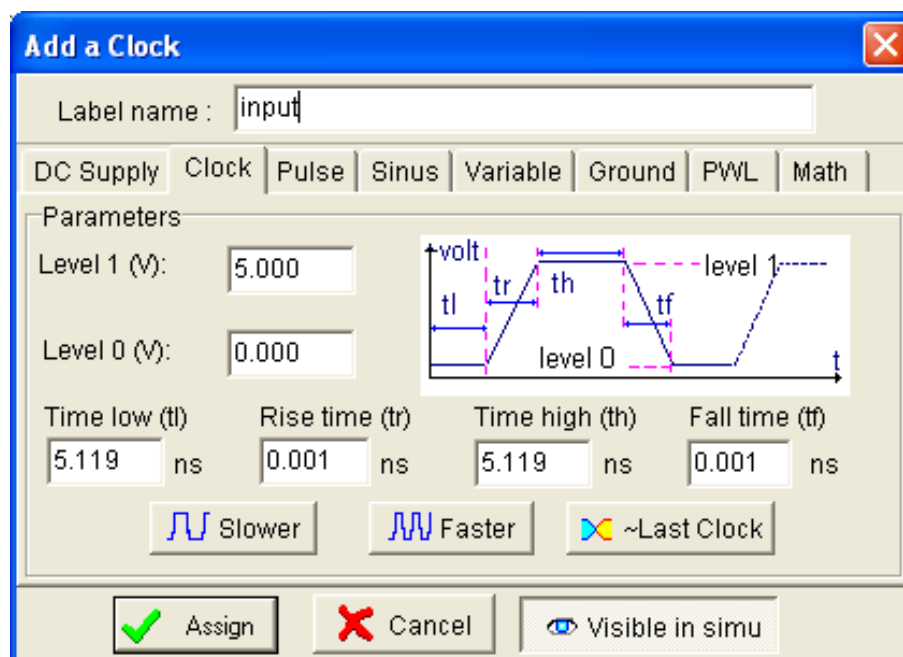 Add a Clock
Label name : input
DC Supply Clock Pulse Sinus Variable Ground PWL Math
Parameters
Level 1 (V): 5.000
Level 0 (V): 0.000
volt
level 1
tr th
tl tf
level 0
t
Time low (tl) Rise time (tr) Time high (th) Fall time (tf)
5.119 ns 0.001 ns 5.119 ns 0.001 ns
Slower Faster ~Last Clock
Assign Cancel Visible in simu